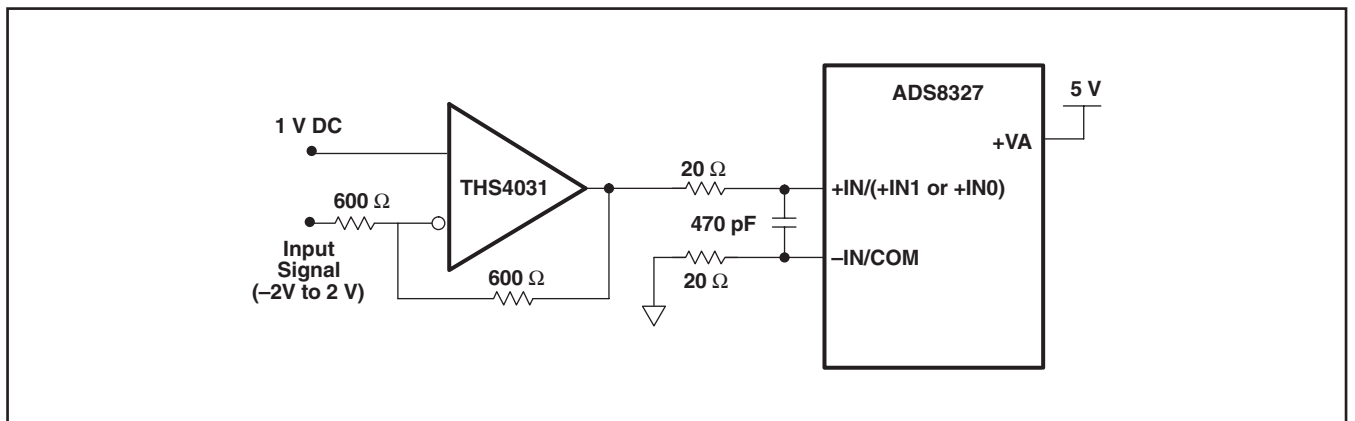 ADS8327
5 V
1 V DC
+VA
THS4031
20 Ω
+IN/(+IN1 or +IN0)
600 Ω
470 pF
Input
Signal
(–2V to 2 V)
–IN/COM
600 Ω
20 Ω